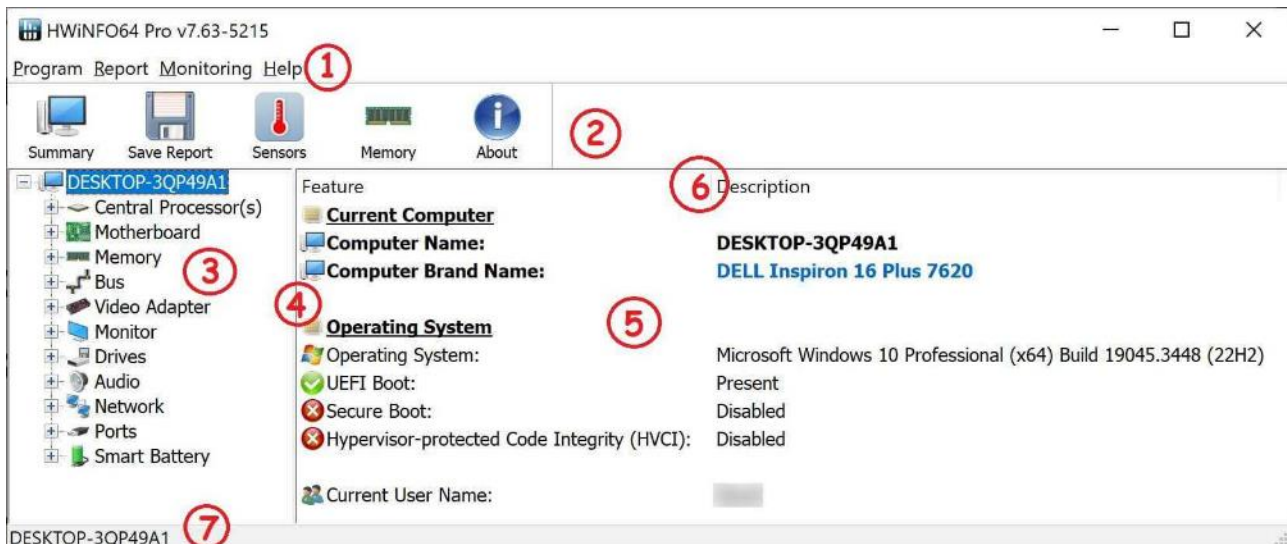 HWiNFO64 Pro v7.63-5215
Program Report Monitoring Help 1
Summary Save Report Sensors Memory About 2
DESKTOP-3QP49A1
Central Processor(s)
Motherboard
Memory
3
Bus
Video Adapter
Monitor
Drives
Audio
Network
Ports
Smart Battery
4
Feature 6 Description
Current Computer
Computer Name: DESKTOP-3QP49A1
Computer Brand Name: DELL Inspiron 16 Plus 7620
Operating System 5
Operating System: Microsoft Windows 10 Professional (x64) Build 19045.3448 (22H2)
UEFI Boot: Present
Secure Boot: Disabled
Hypervisor-protected Code Integrity (HVCI): Disabled
Current User Name:
DESKTOP-3QP49A1 7